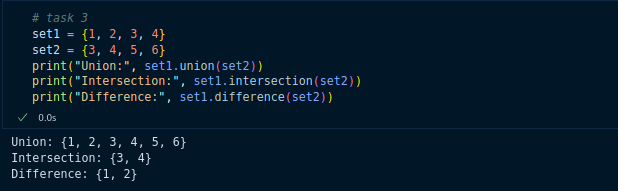 # task 3
set1 = {1, 2, 3, 4}
set2 = {3, 4, 5, 6}
print("Union:", set1.union(set2))
print("Intersection:", set1.intersection(set2))
print("Difference:", set1.difference(set2))
✓ 0.0s
Union: {1, 2, 3, 4, 5, 6}
Intersection: {3, 4}
Difference: {1, 2}